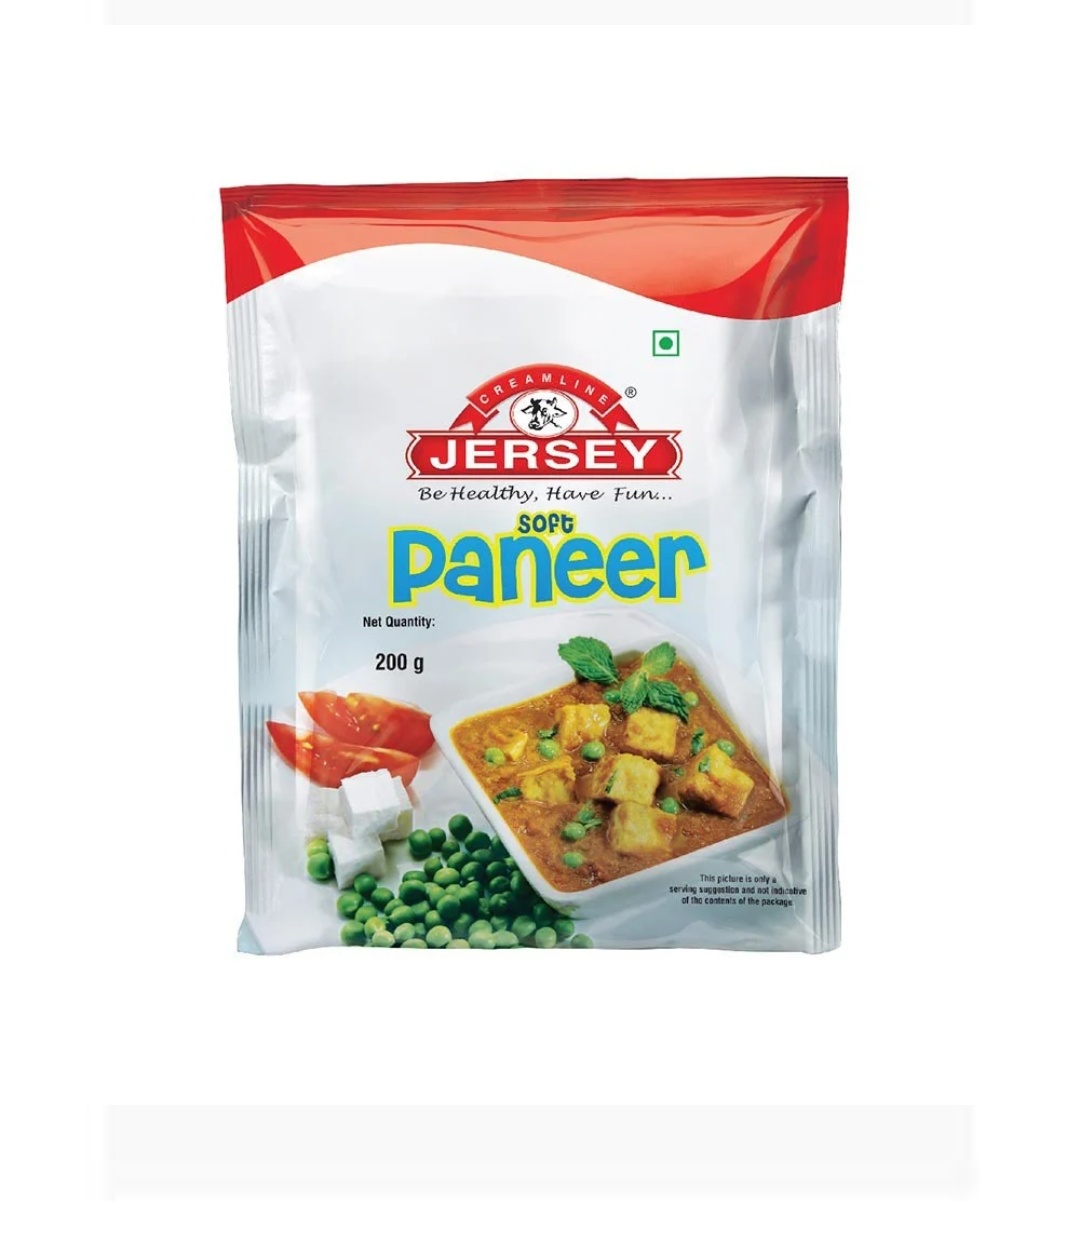 CREAMLINE
®
JERSEY
Be Healthy, Have Fun...
Soft
Paneer
Net Quantity:
200 g
This picture is only a
serving suggestion and not indicative
of the contents of the package